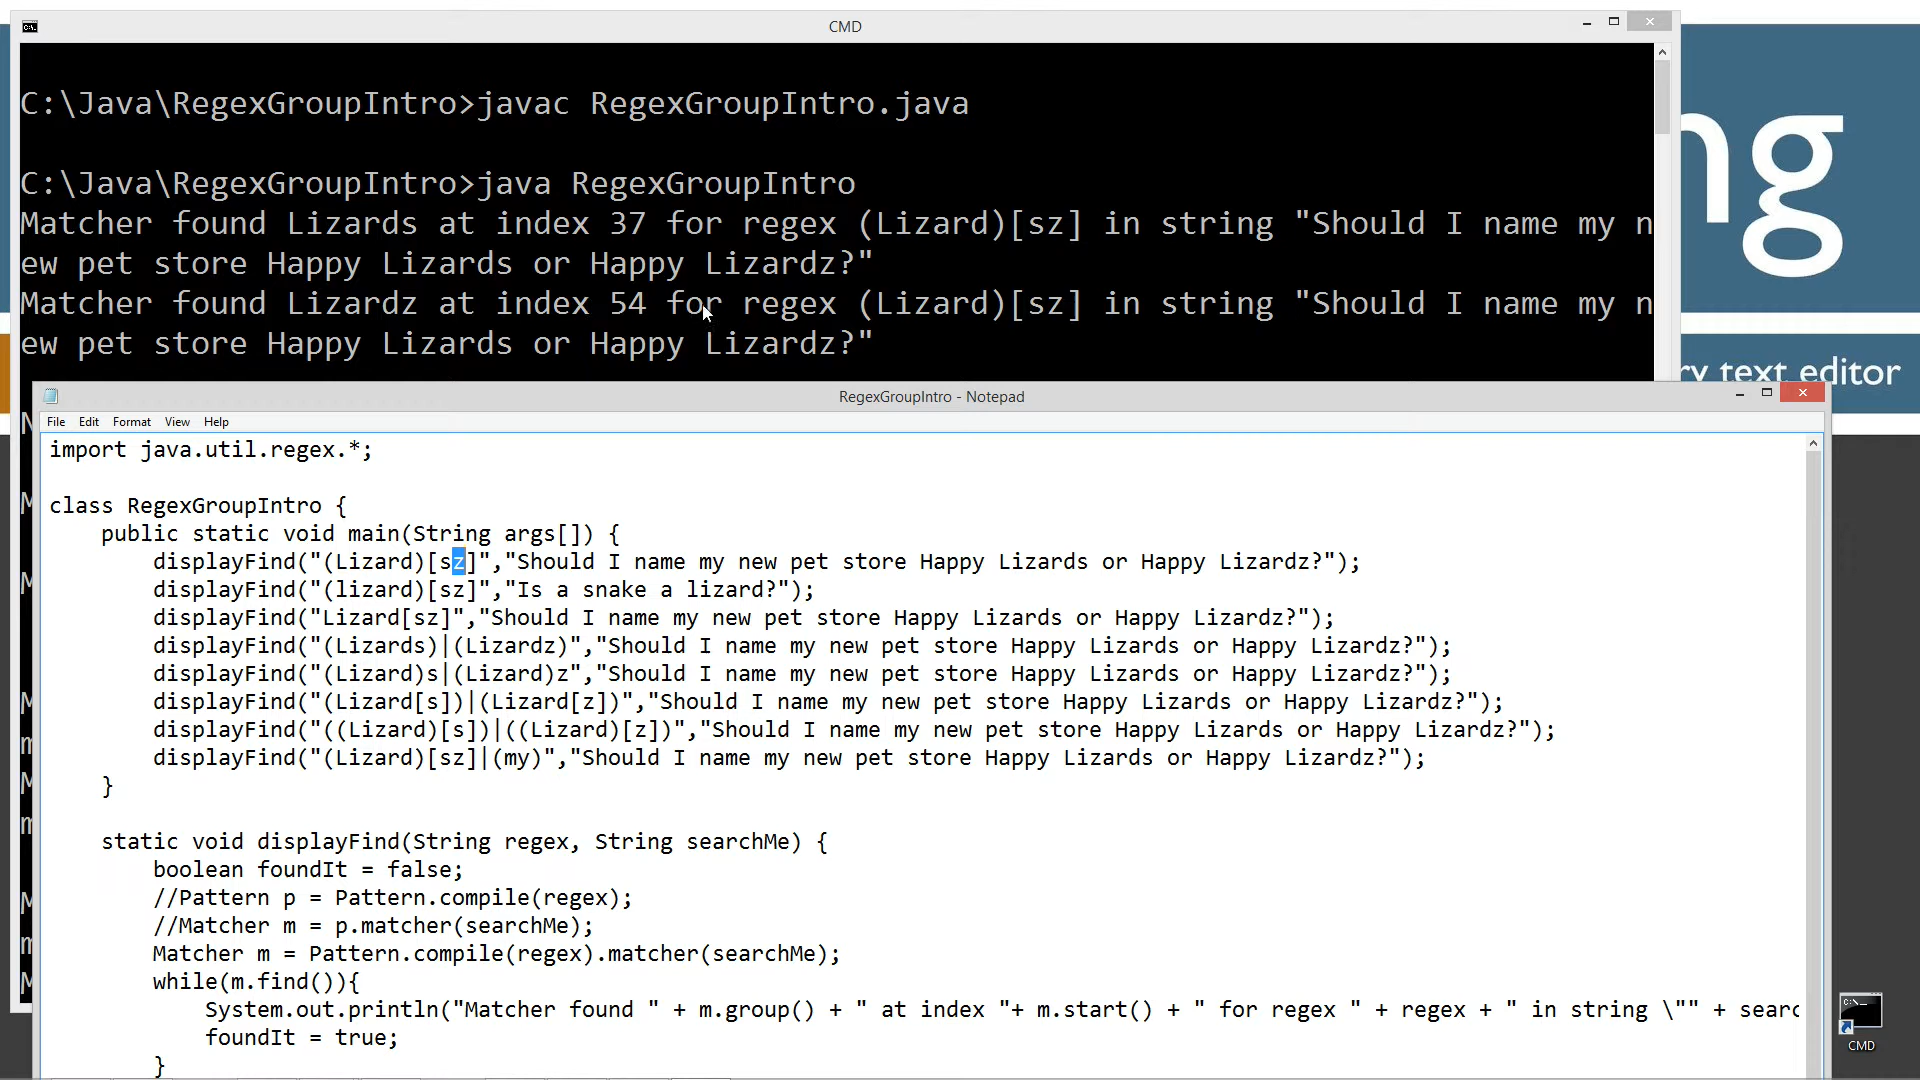 CMD
C:\Java\RegexGroupIntro>javac RegexGroupIntro.java
C:\Java\RegexGroupIntro>java RegexGroupIntro
Matcher found Lizards at index 37 for regex (Lizard)[sz] in string "Should I name my n
ew pet store Happy Lizards or Happy Lizardz?"
Matcher found Lizardz at index 54 for regex (Lizard)[sz] in string "Should I name my n
ew pet store Happy Lizards or Happy Lizardz?"
ng
text editor
RegexGroupIntro - Notepad
File Edit Format View Help
import java.util.regex.*;
class RegexGroupIntro {
public static void main(String args[]) {
displayFind("(Lizard)[sz]","Should I name my new pet store Happy Lizards or Happy Lizardz?");
displayFind("(lizard)[sz]","Is a snake a lizard?");
displayFind("Lizard[sz]","Should I name my new pet store Happy Lizards or Happy Lizardz?");
displayFind("(Lizards)|(Lizardz)","Should I name my new pet store Happy Lizards or Happy Lizardz?");
displayFind("(Lizard)s|(Lizard)z","Should I name my new pet store Happy Lizards or Happy Lizardz?");
displayFind("(Lizard[s])|(Lizard[z])","Should I name my new pet store Happy Lizards or Happy Lizardz?");
displayFind("((Lizard)[s])|((Lizard)[z])","Should I name my new pet store Happy Lizards or Happy Lizardz?");
displayFind("(Lizard)[sz]|(my)","Should I name my new pet store Happy Lizards or Happy Lizardz?");
}
static void displayFind(String regex, String searchMe) {
boolean foundIt = false;
//Pattern p = Pattern.compile(regex);
//Matcher m = p.matcher(searchMe);
Matcher m = Pattern.compile(regex).matcher(searchMe);
while(m.find()){
System.out.println("Matcher found " + m.group() + " at index "+ m.start() + " for regex " + regex + " in string \"" + searc
foundIt = true;
}
CMD